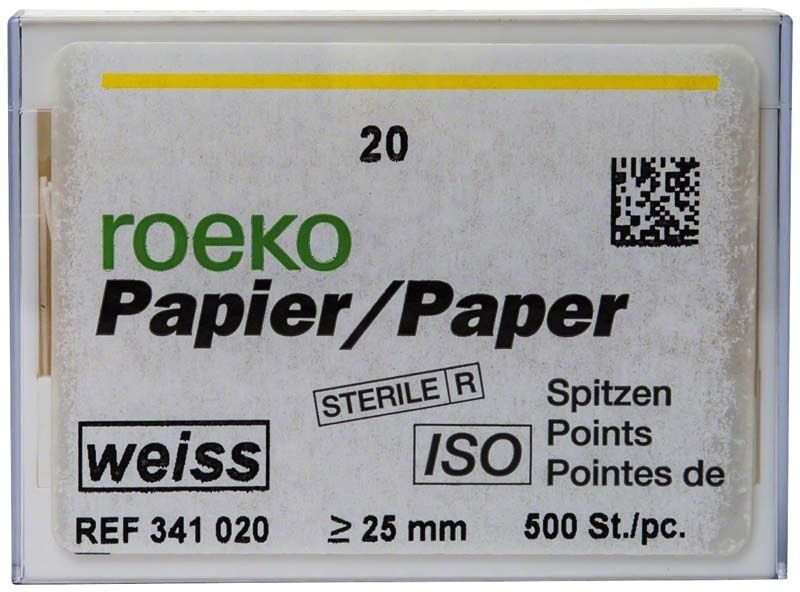 20
roeko
Papier/Paper
STERILE R
Spitzen
Points
Pointes de
weiss
ISO
REF 341 020 ≥ 25 mm 500 St./pc.